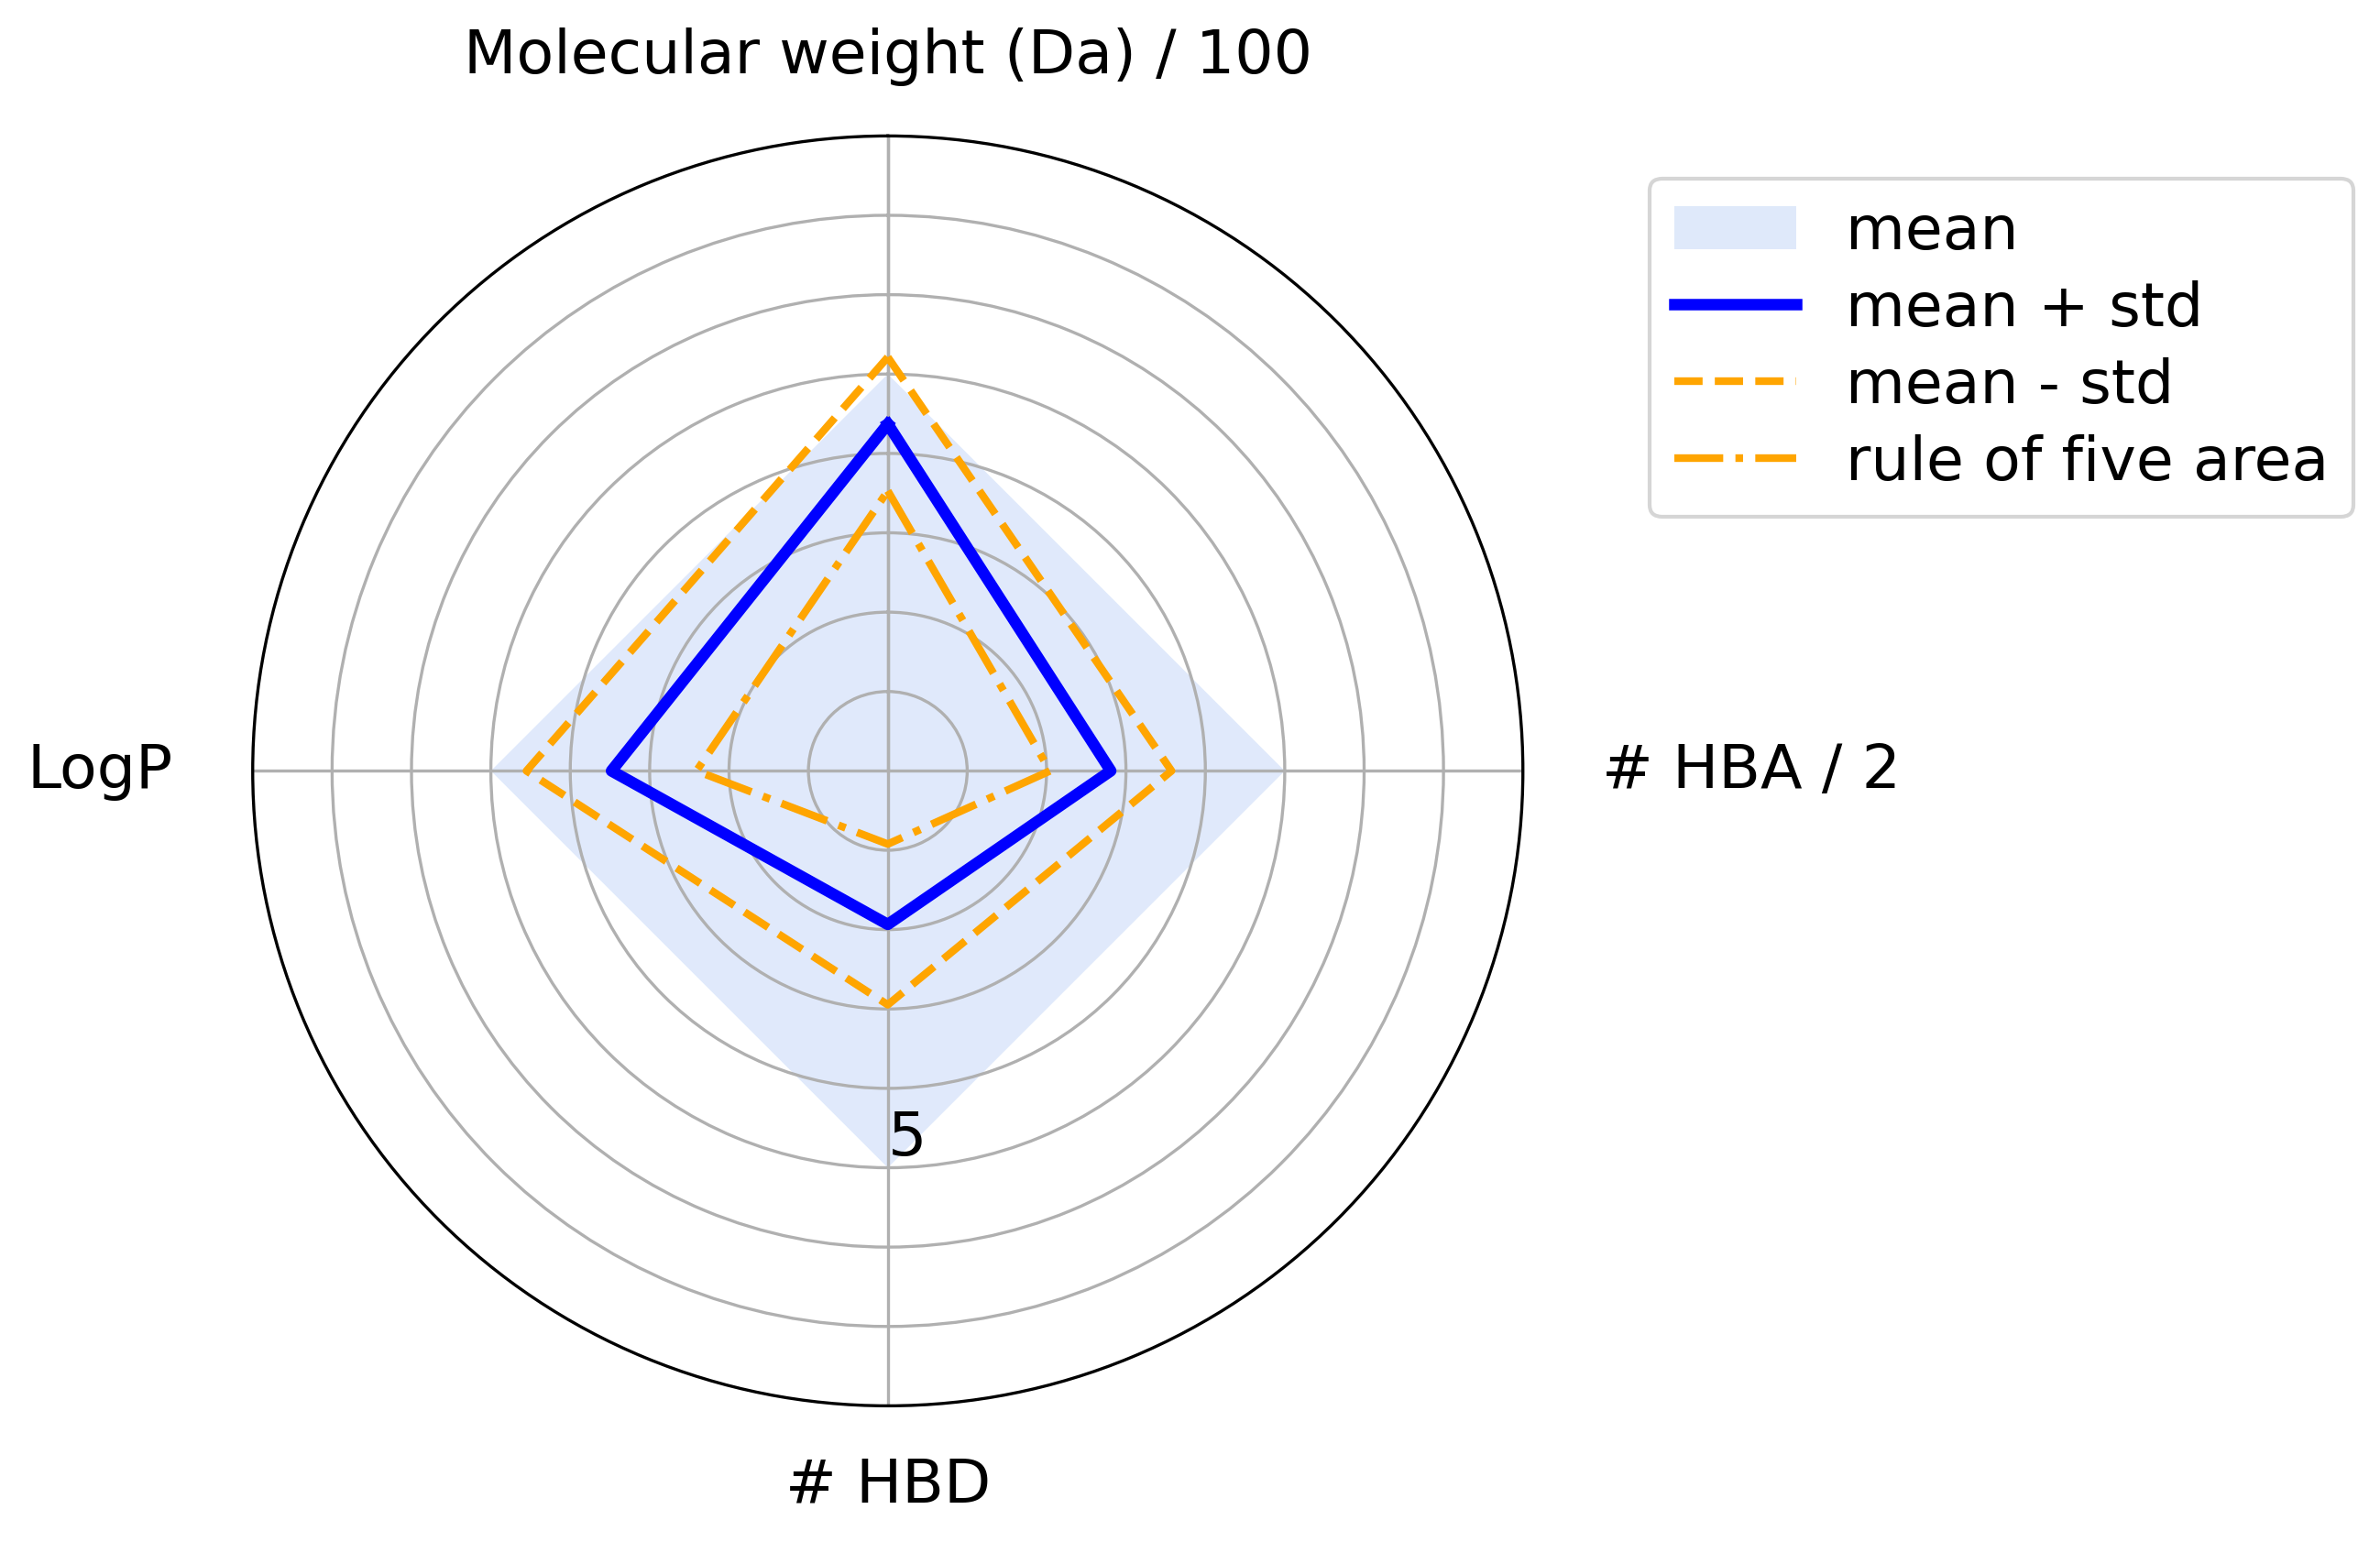 Molecular weight (Da) / 100
mean
mean + std
mean - std
rule of five area
LogP
# HBA / 2
5
# HBD